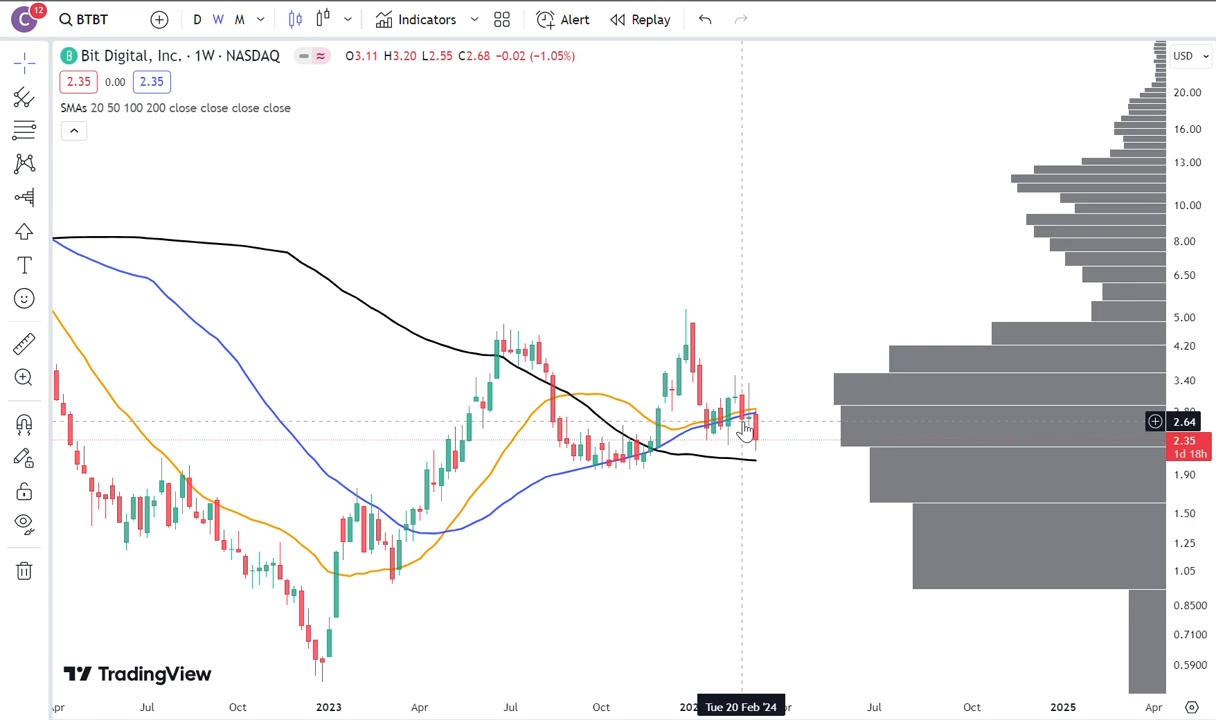 C 12 BTBT D W M Indicators Alert Replay
B Bit Digital, Inc. · 1W · NASDAQ O3.11 H3.20 L2.55 C2.68 −0.02 (−1.05%) USD
2.35 0.00 2.35
SMAs 20 50 100 200 close close close close
20.00
16.00
13.00
10.00
8.00
6.50
5.00
4.20
3.40
2.64
2.35
1d 18h
1.90
1.50
1.25
1.05
0.8500
0.7100
0.5900
TradingView
Apr Jul Oct 2023 Apr Jul Oct Tue 20 Feb '24 Jul Oct 2025 Apr